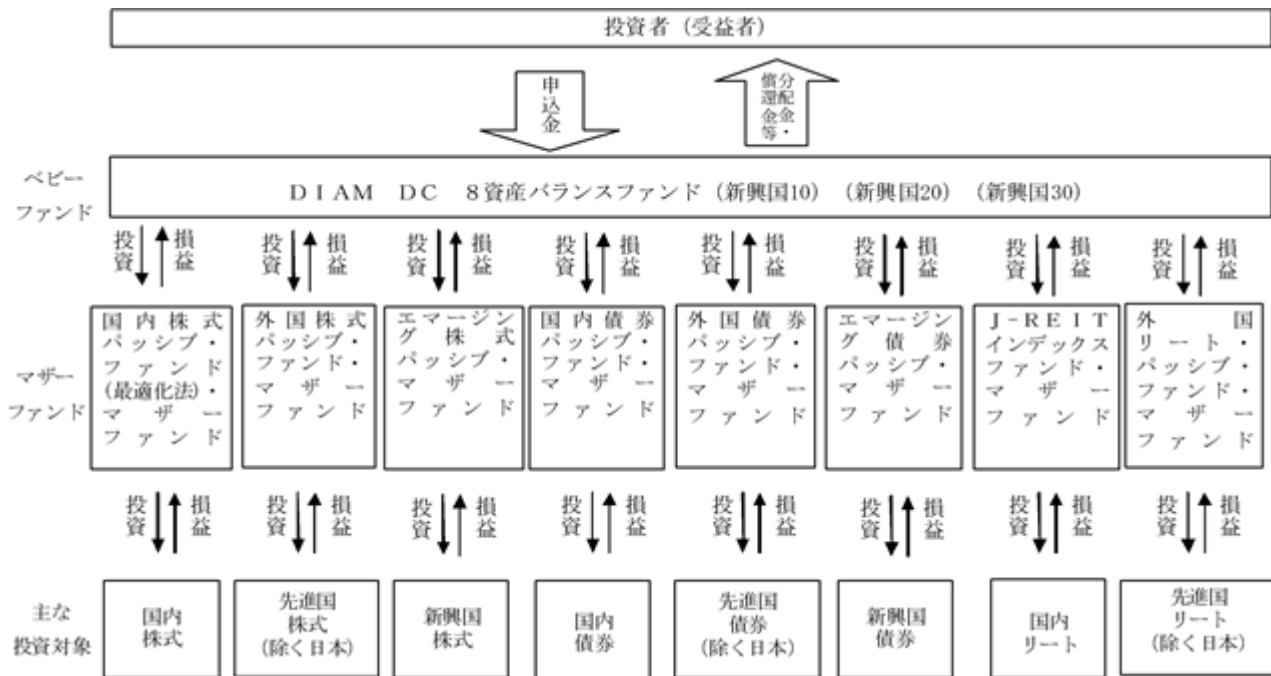 投資者（受益者）
申込金
分配金・
償還金等
ベビー
ファンド
ＤＩＡＭ　ＤＣ　８資産バランスファンド（新興国10）（新興国20）（新興国30）
投資 損益
投資 損益
投資 損益
投資 損益
投資 損益
投資 損益
投資 損益
投資 損益
マザー
ファンド
国内株式
パッシブ・
ファンド
(最適化法)・
マザー
ファンド
外国株式
パッシブ・
ファンド・
マザー
ファンド
エマージン
グ株式
パッシブ・
マザー
ファンド
国内債券
パッシブ・
ファンド・
マザー
ファンド
外国債券
パッシブ・
ファンド・
マザー
ファンド
エマージン
グ債券
パッシブ・
マザー
ファンド
Ｊ－ＲＥＩＴ
インデックス
ファンド・
マザー
ファンド
外国
リート・
パッシブ・
ファンド・
マザー
ファンド
投資 損益
投資 損益
投資 損益
投資 損益
投資 損益
投資 損益
投資 損益
投資 損益
主な
投資対象
国内
株式
先進国
株式
(除く日本)
新興国
株式
国内
債券
先進国
債券
(除く日本)
新興国
債券
国内
リート
先進国
リート
(除く日本)